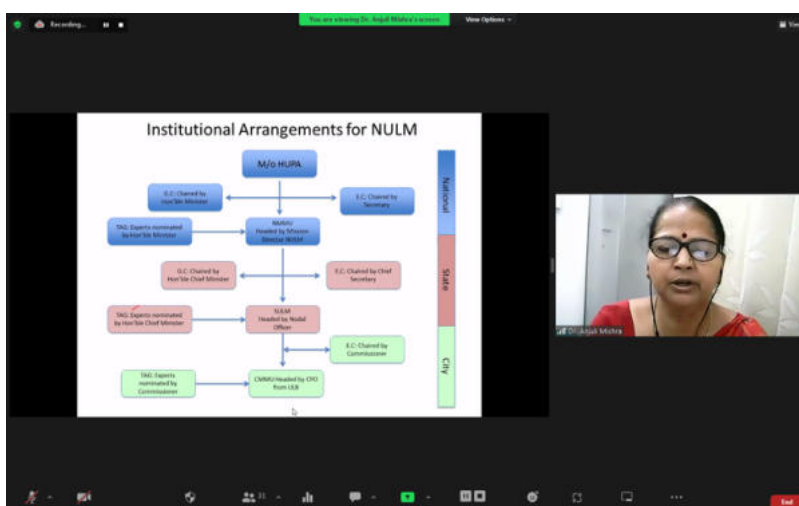 Recording...
You are viewing Dr. Anjali Mishra's screen
View Options
Institutional Arrangements for NULM
M/o HUPA
G.C: Chaired by
Hon'ble Minister
E.C: Chaired by
Secretary
TAG: Experts nominated
by Hon'ble Minister
NMMU
Headed by Mission
Director NULM
National
G.C: Chaired by
Hon'ble Chief Minister
E.C: Chaired by Chief
Secretary
TAG: Experts nominated
by Hon'ble Chief Minister
Headed by Nodal
Officer
State
E.C: Chaired by
Commissioner
TAG: Experts
nominated by
Commissioner
CMMU Headed by CPO
from ULB
City
Dr. Anjali Mishra
End